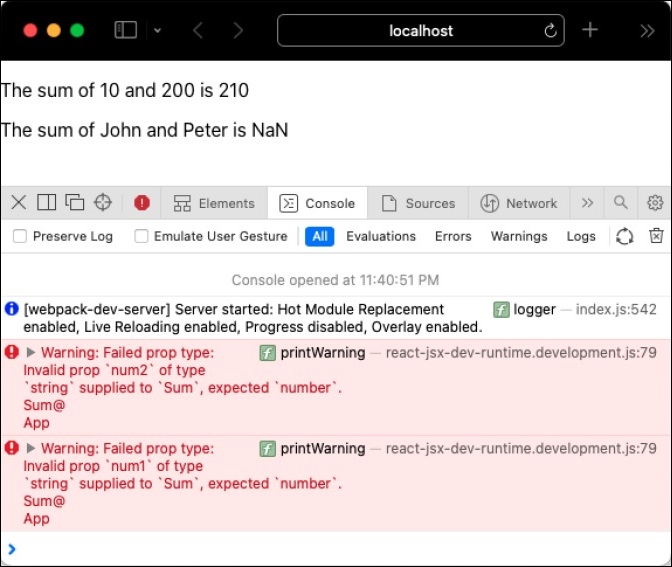 localhost
The sum of 10 and 200 is 210
The sum of John and Peter is NaN
Elements Console Sources Network
Preserve Log Emulate User Gesture All Evaluations Errors Warnings Logs
Console opened at 11:40:51 PM
[webpack-dev-server] Server started: Hot Module Replacement f logger — index.js:542
enabled, Live Reloading enabled, Progress disabled, Overlay enabled.
Warning: Failed prop type: f printWarning — react-jsx-dev-runtime.development.js:79
Invalid prop `num2` of type
`string` supplied to `Sum`, expected `number`.
Sum@
App
Warning: Failed prop type: f printWarning — react-jsx-dev-runtime.development.js:79
Invalid prop `num1` of type
`string` supplied to `Sum`, expected `number`.
Sum@
App